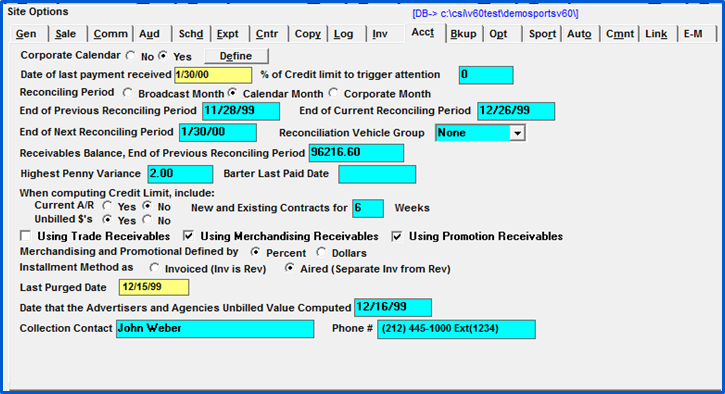 Site Options
[DB-> c:\csi\v60test\demosportsv60\]
Gen Sale Comm Aud Schd Expt Cntr Copy Log Inv Acct Bkup Opt Sport Auto Cmnt Link E-M
Corporate Calendar No Yes Define
Date of last payment received 1/30/00 % of Credit limit to trigger attention 0
Reconciling Period Broadcast Month Calendar Month Corporate Month
End of Previous Reconciling Period 11/28/99 End of Current Reconciling Period 12/26/99
End of Next Reconciling Period 1/30/00 Reconciliation Vehicle Group None
Receivables Balance, End of Previous Reconciling Period 96216.60
Highest Penny Variance 2.00 Barter Last Paid Date
When computing Credit Limit, include:
Current A/R Yes No New and Existing Contracts for 6 Weeks
Unbilled $'s Yes No
Using Trade Receivables Using Merchandising Receivables Using Promotion Receivables
Merchandising and Promotional Defined by Percent Dollars
Installment Method as Invoiced (Inv is Rev) Aired (Separate Inv from Rev)
Last Purged Date 12/15/99
Date that the Advertisers and Agencies Unbilled Value Computed 12/16/99
Collection Contact John Weber Phone # (212) 445-1000 Ext(1234)